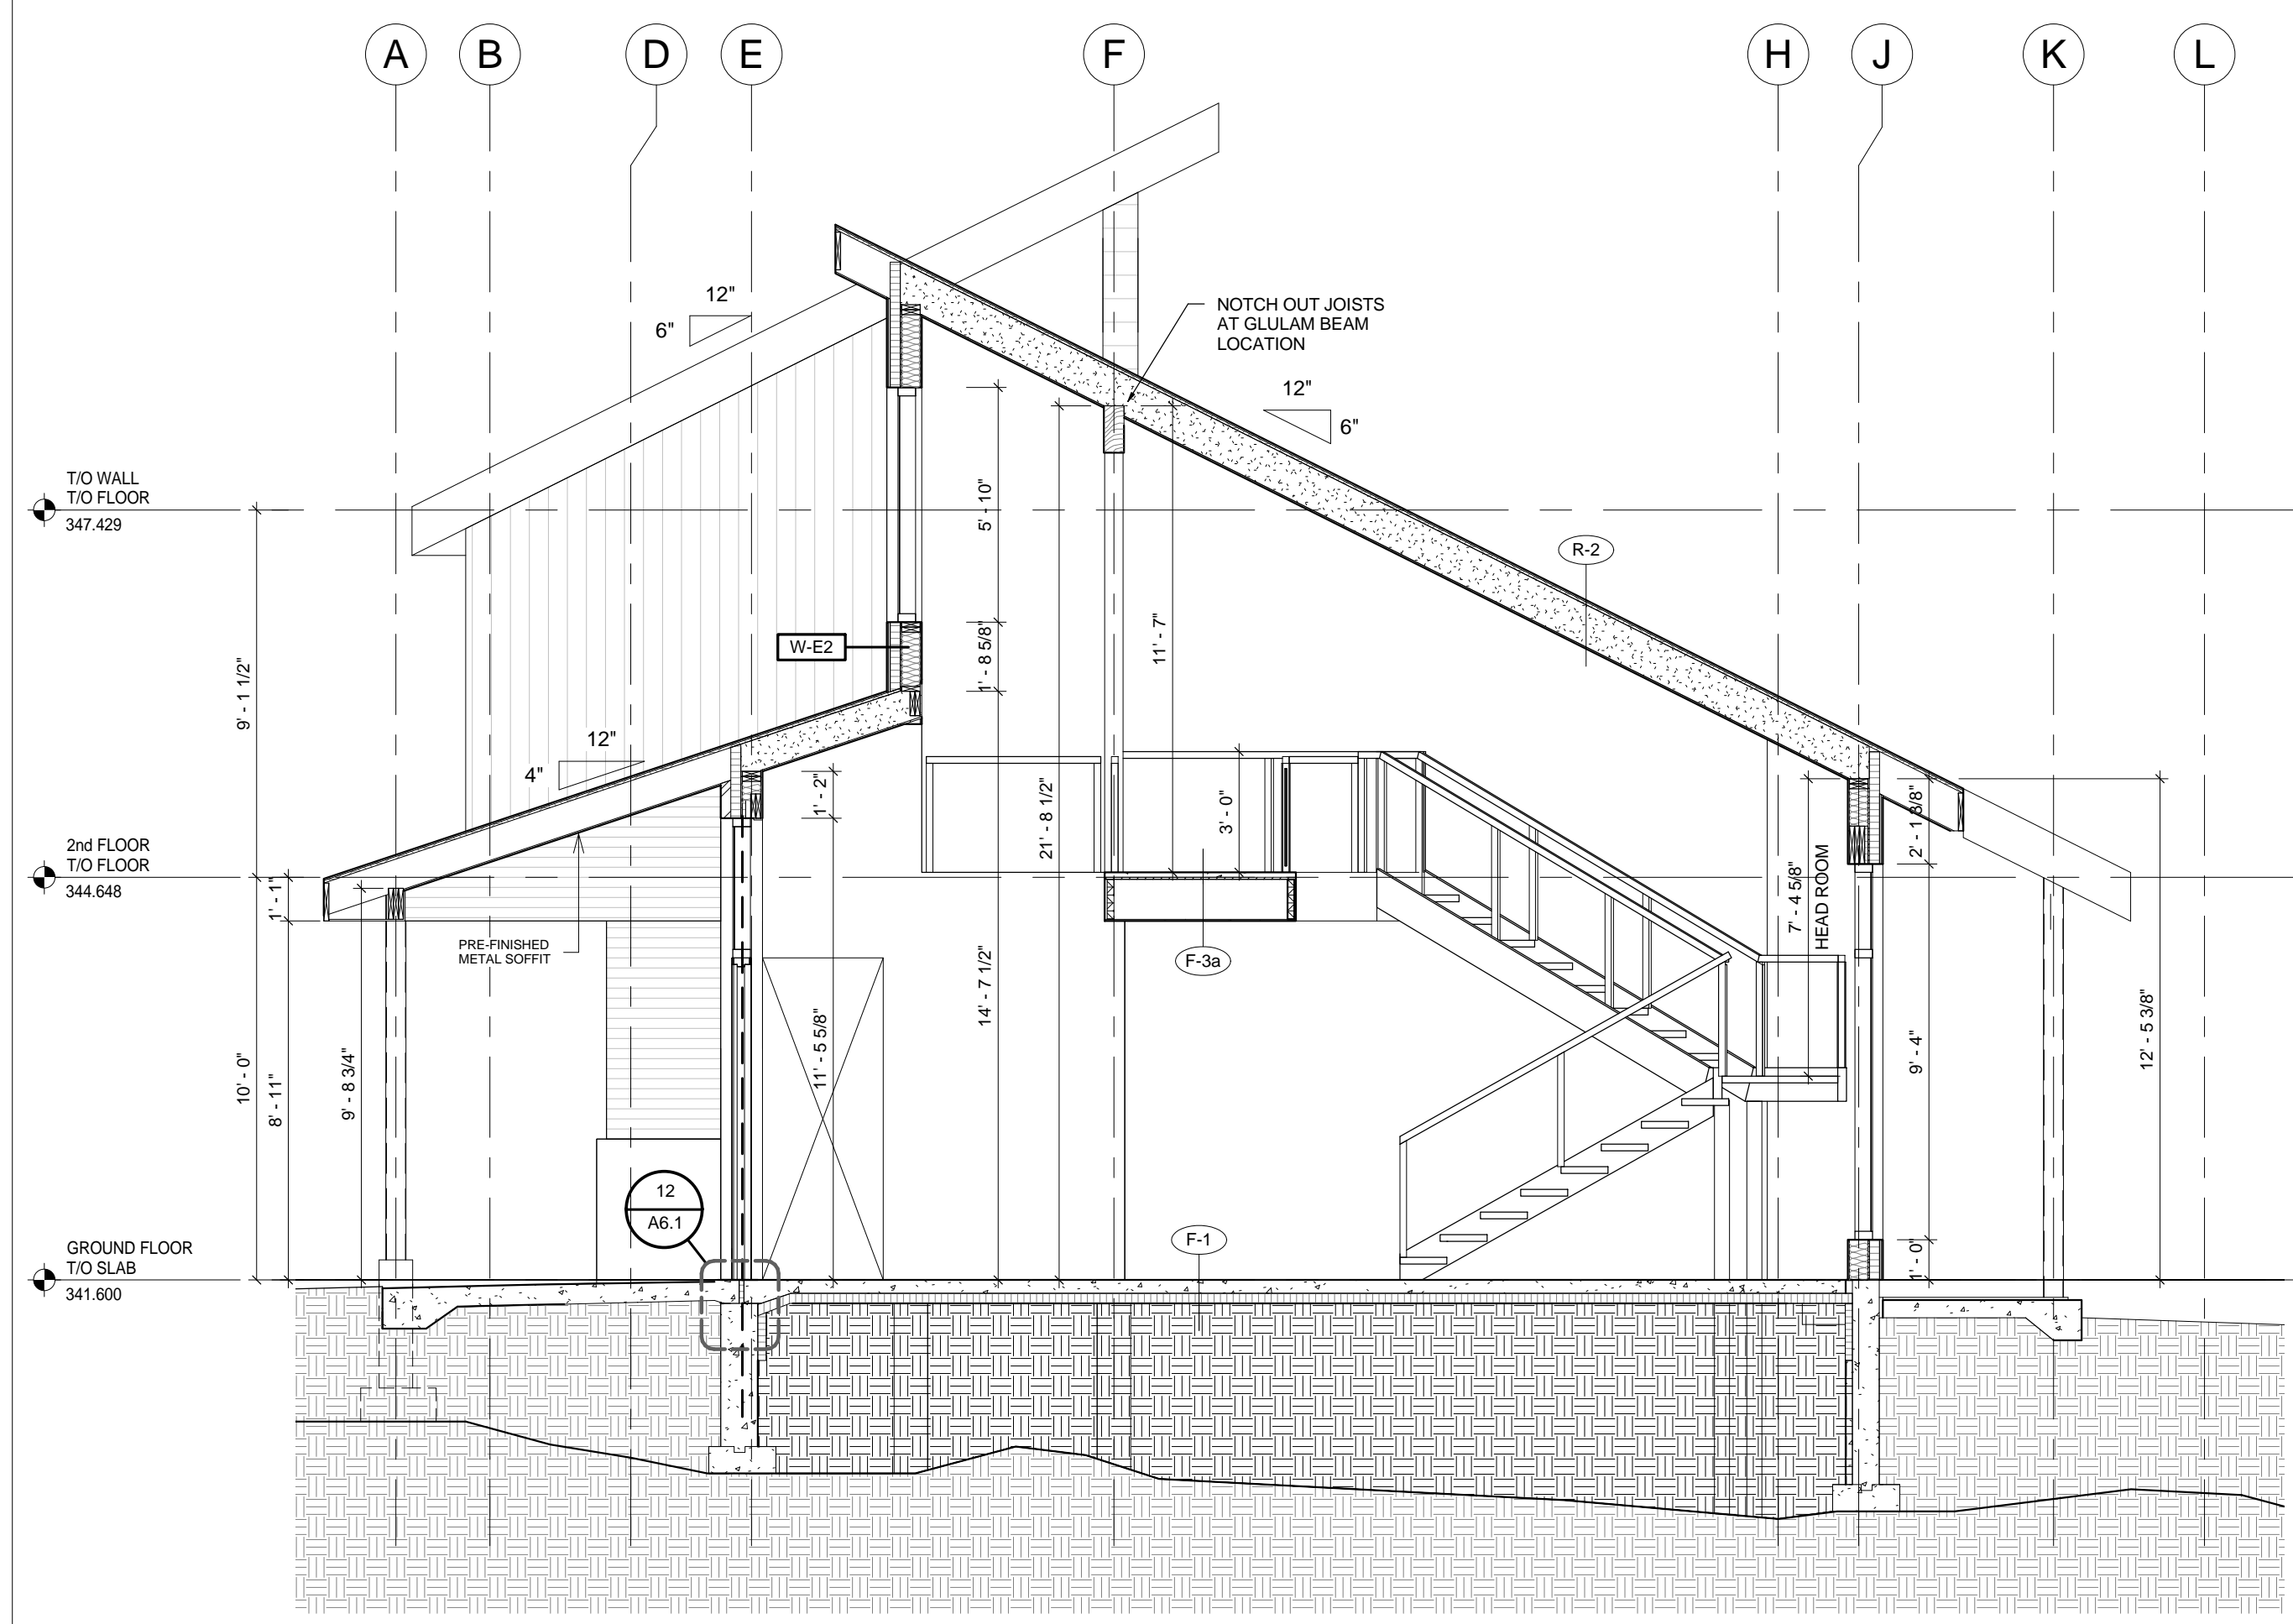 A B D E F H J K L
12"
6"
NOTCH OUT JOISTS
AT GLULAM BEAM
LOCATION
12"
6"
T/O WALL
T/O FLOOR
347.429
5' - 10"
R-2
W-E2
1' - 8 5/8"
11' - 7"
9' - 1 1/2"
12"
4"
1' - 2"
21' - 8 1/2"
3' - 0"
2' - 1 3/8"
2nd FLOOR
T/O FLOOR
344.648
1' - 1"
7' - 4 5/8"
HEAD ROOM
PRE-FINISHED
METAL SOFFIT
F-3a
14' - 7 1/2"
11' - 5 5/8"
10' - 0"
8' - 11"
9' - 8 3/4"
9' - 4"
12' - 5 3/8"
12
A6.1
F-1
1' - 0"
GROUND FLOOR
T/O SLAB
341.600